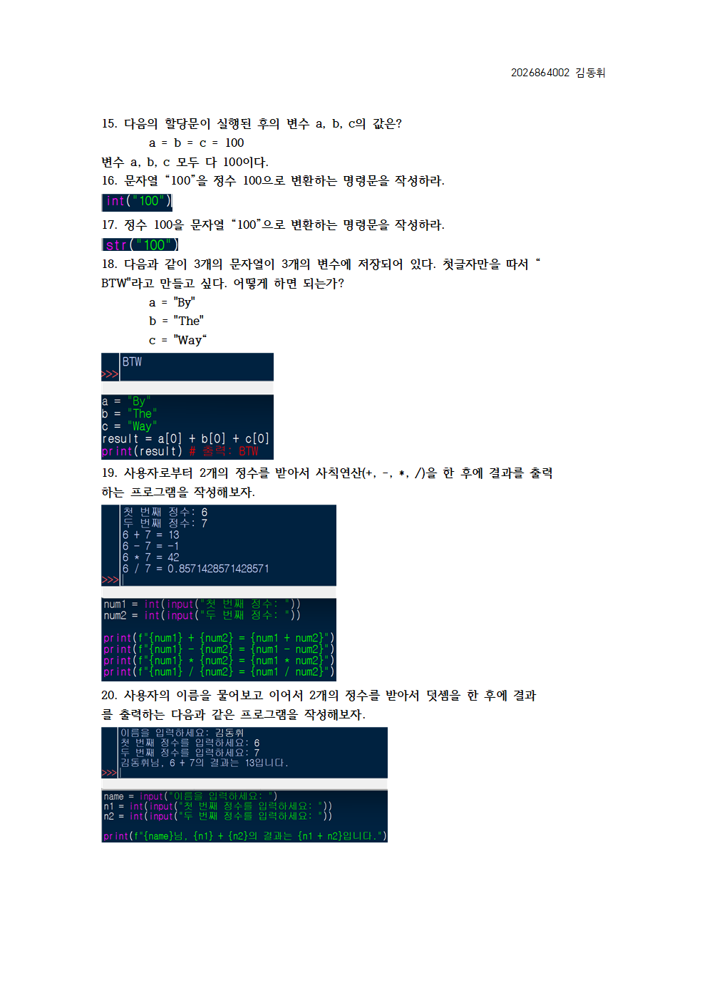 2026864002 김동휘
15. 다음의 할당문이 실행된 후의 변수 a, b, c의 값은?
a = b = c = 100
변수 a, b, c 모두 다 100이다.
16. 문자열 “100”을 정수 100으로 변환하는 명령문을 작성하라.
int("100")
17. 정수 100을 문자열 “100”으로 변환하는 명령문을 작성하라.
str("100")
18. 다음과 같이 3개의 문자열이 3개의 변수에 저장되어 있다. 첫글자만을 따서 “
BTW"라고 만들고 싶다. 어떻게 하면 되는가?
a = "By"
b = "The"
c = "Way“
BTW
>>>
a = "By"
b = "The"
c = "Way"
result = a[0] + b[0] + c[0]
print(result) # 출력: BTW
19. 사용자로부터 2개의 정수를 받아서 사칙연산(+, -, *, /)을 한 후에 결과를 출력
하는 프로그램을 작성해보자.
첫 번째 정수: 6
두 번째 정수: 7
6 + 7 = 13
6 - 7 = -1
6 * 7 = 42
6 / 7 = 0.8571428571428571
>>>
num1 = int(input("첫 번째 정수: "))
num2 = int(input("두 번째 정수: "))
print(f"{num1} + {num2} = {num1 + num2}")
print(f"{num1} - {num2} = {num1 - num2}")
print(f"{num1} * {num2} = {num1 * num2}")
print(f"{num1} / {num2} = {num1 / num2}")
20. 사용자의 이름을 물어보고 이어서 2개의 정수를 받아서 덧셈을 한 후에 결과
를 출력하는 다음과 같은 프로그램을 작성해보자.
이름을 입력하세요: 김동휘
첫 번째 정수를 입력하세요: 6
두 번째 정수를 입력하세요: 7
김동휘님, 6 + 7의 결과는 13입니다.
>>>
name = input("이름을 입력하세요: ")
n1 = int(input("첫 번째 정수를 입력하세요: "))
n2 = int(input("두 번째 정수를 입력하세요: "))
print(f"{name}님, {n1} + {n2}의 결과는 {n1 + n2}입니다.")